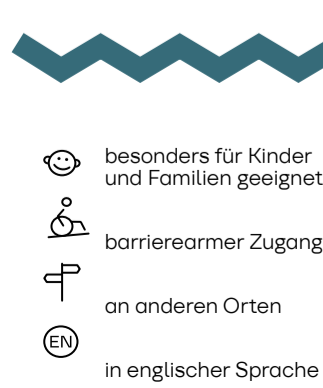 besonders für Kinder
und Familien geeignet
barrierearmer Zugang
an anderen Orten
EN
in englischer Sprache